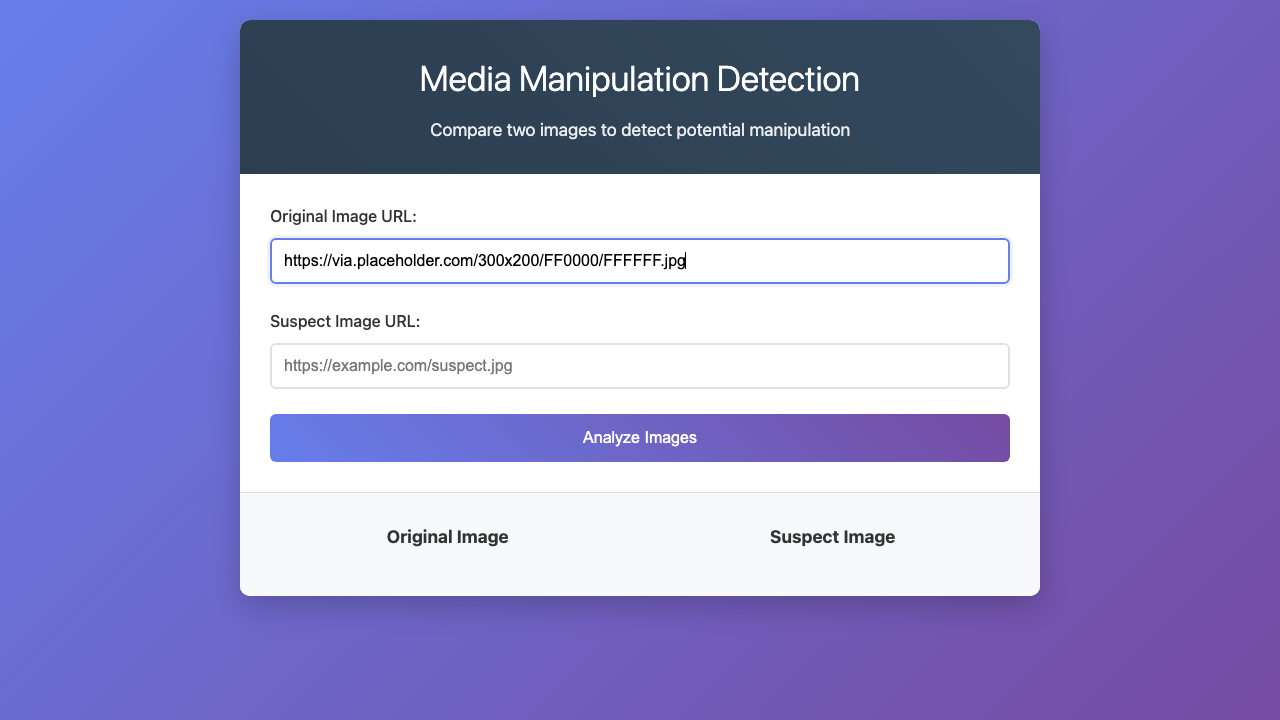 Media Manipulation Detection
Compare two images to detect potential manipulation
Original Image URL:
https://via.placeholder.com/300x200/FF0000/FFFFFF.jpg
Suspect Image URL:
https://example.com/suspect.jpg
Analyze Images
Original Image
Suspect Image